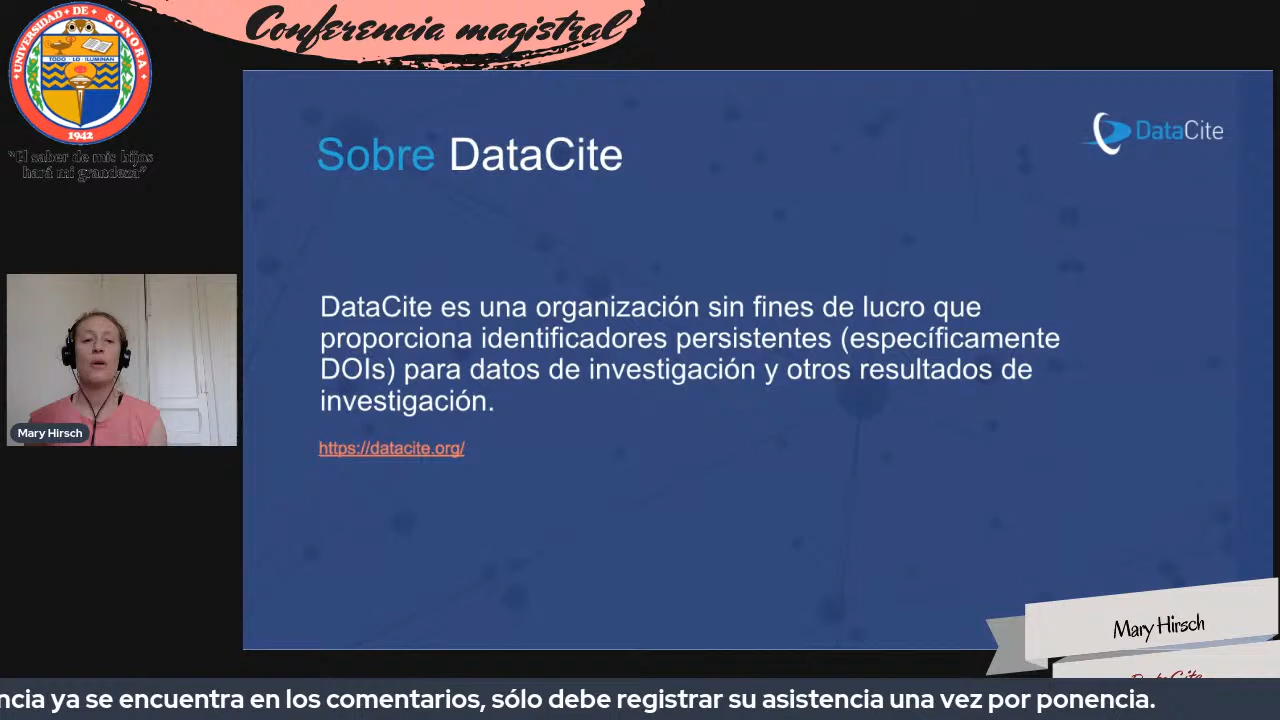 Conferencia magistral
UNIVERSIDAD DE SONORA
TODO LO ILUMINAN
1942
"El saber de mis hijos
hará mi grandeza"
DataCite
Sobre DataCite
DataCite es una organización sin fines de lucro que
proporciona identificadores persistentes (específicamente
DOIs) para datos de investigación y otros resultados de
investigación.
https://datacite.org/
Mary Hirsch
Mary Hirsch
DataCite
ncia ya se encuentra en los comentarios, sólo debe registrar su asistencia una vez por ponencia.